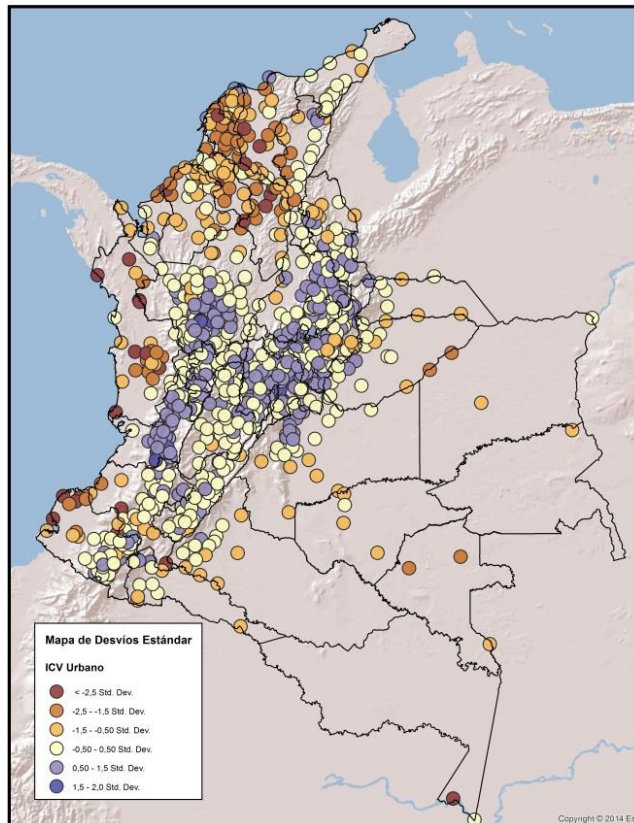 Mapa de Desvíos Estándar
ICV Urbano
< -2,5 Std. Dev.
-2,5 - -1,5 Std. Dev.
-1,5 - -0,50 Std. Dev.
-0,50 - 0,50 Std. Dev.
0,50 - 1,5 Std. Dev.
1,5 - 2,0 Std. Dev.
Copyright © 2014 Es